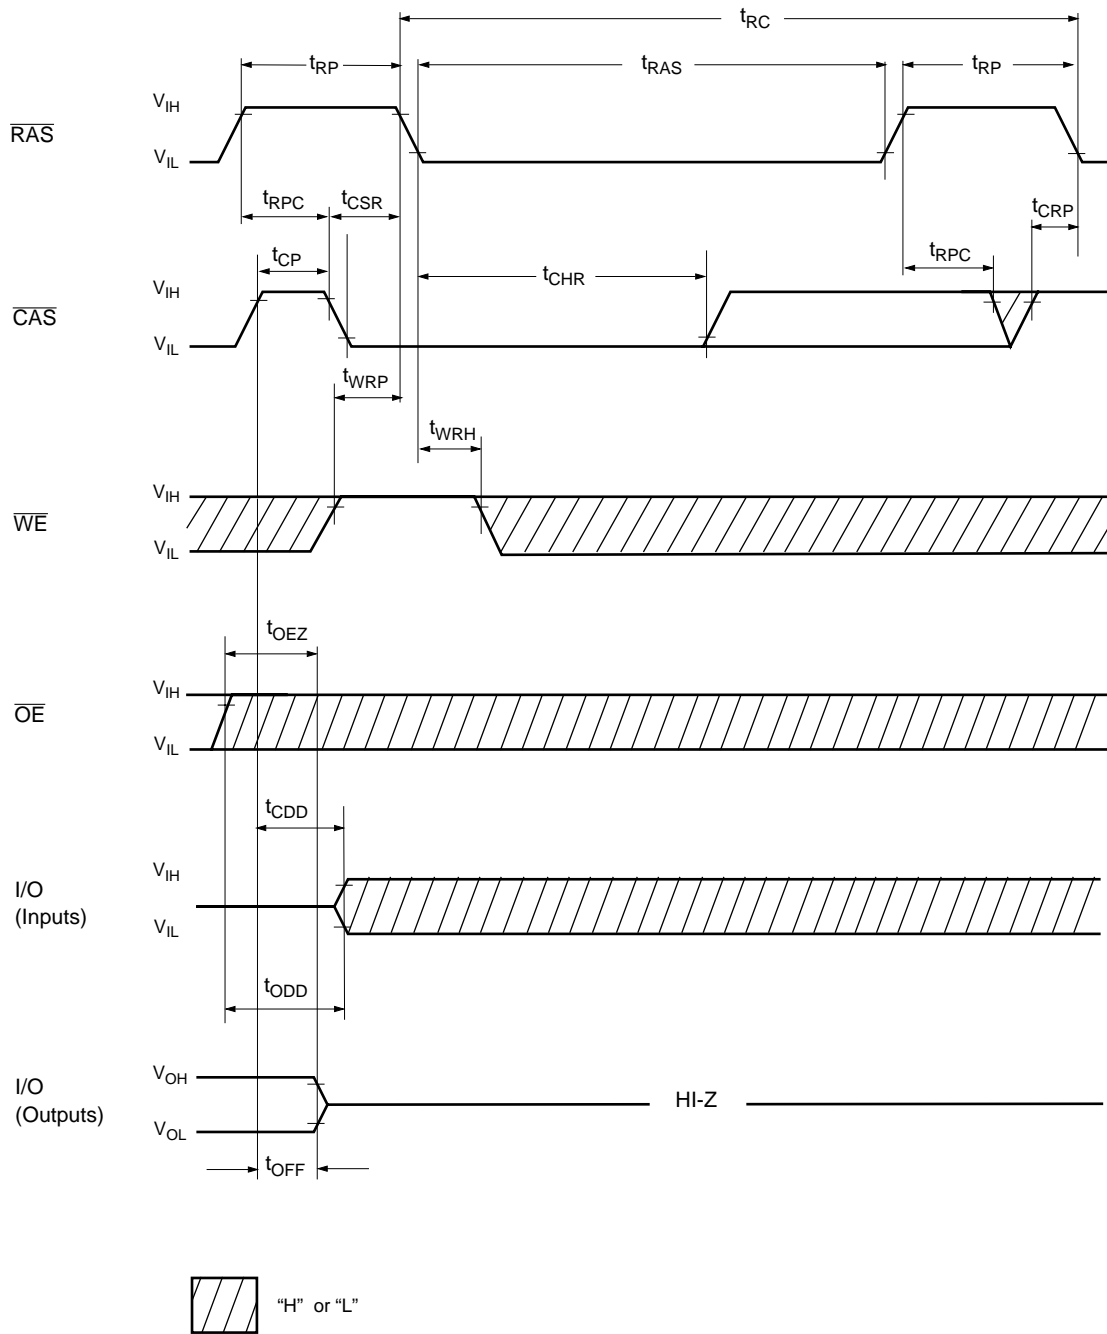 tRC
tRP
tRAS
tRP
VIH
RAS
VIL
tRPC
tCSR
tCRP
tCP
tRPC
tCHR
VIH
CAS
VIL
tWRP
tWRH
VIH
WE
VIL
tOEZ
VIH
OE
VIL
tCDD
VIH
I/O
(Inputs)
VIL
tODD
VOH
I/O
(Outputs)
HI-Z
VOL
tOFF
“H” or “L”